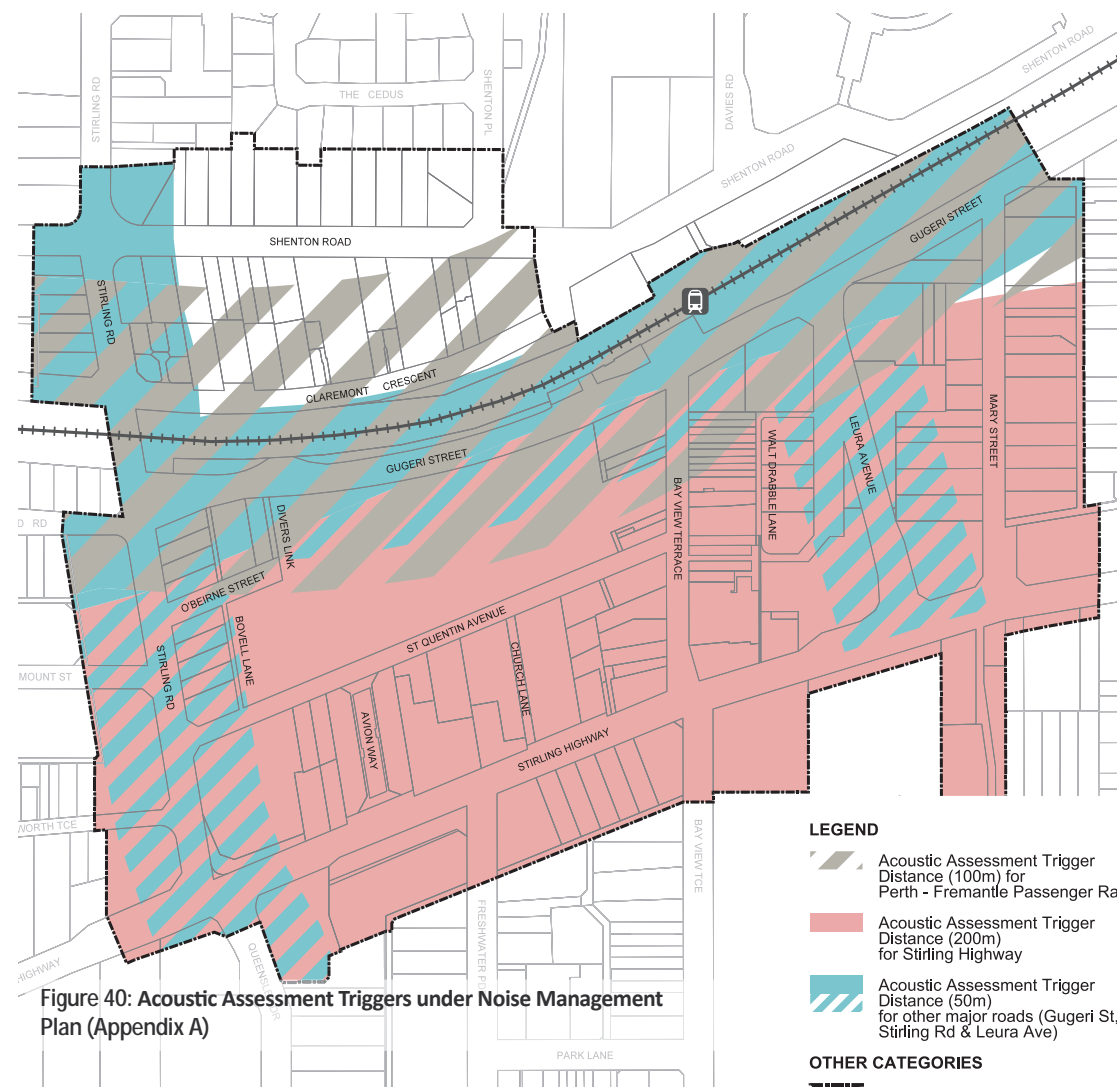 SHENTON ROAD
STIRLING RD
THE CEDUS
SHENTON PL
DAVIES RD
SHENTON ROAD
GUGERI STREET
SHENTON ROAD
STIRLING RD
CLAREMONT CRESCENT
GUGERI STREET
MARY STREET
LEURA AVENUE
WALT DRABBLE LANE
BAY VIEW TERRACE
DIVERS LINK
D RD
O'BEIRNE STREET
BOVELL LANE
ST QUENTIN AVENUE
CHURCH LANE
MOUNT ST
STIRLING RD
AVION WAY
STIRLING HIGHWAY
WORTH TCE
BAY VIEW TCE
FRESHWATER PD
HIGHWAY
Figure 40: Acoustic Assessment Triggers under Noise Management
Plan (Appendix A)
PARK LANE
LEGEND
Acoustic Assessment Trigger
Distance (100m) for
Perth - Fremantle Passenger Ra
Acoustic Assessment Trigger
Distance (200m)
for Stirling Highway
Acoustic Assessment Trigger
Distance (50m)
for other major roads (Gugeri St,
Stirling Rd & Leura Ave)
OTHER CATEGORIES